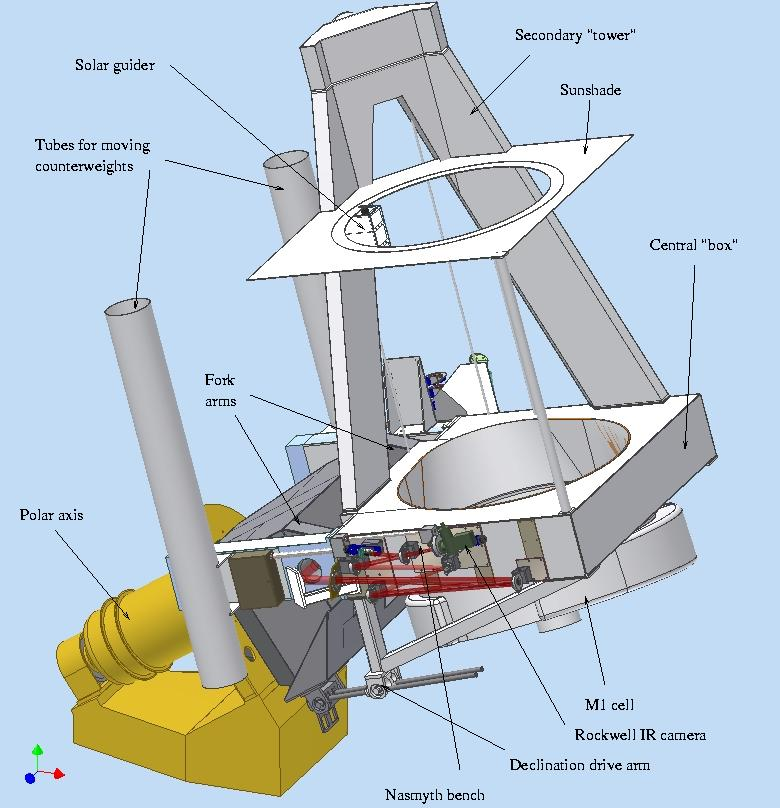 Secondary "tower"
Solar guider
Sunshade
Tubes for moving
counterweights
Central "box"
Fork
arms
Polar axis
M1 cell
Rockwell IR camera
Declination drive arm
Nasmyth bench